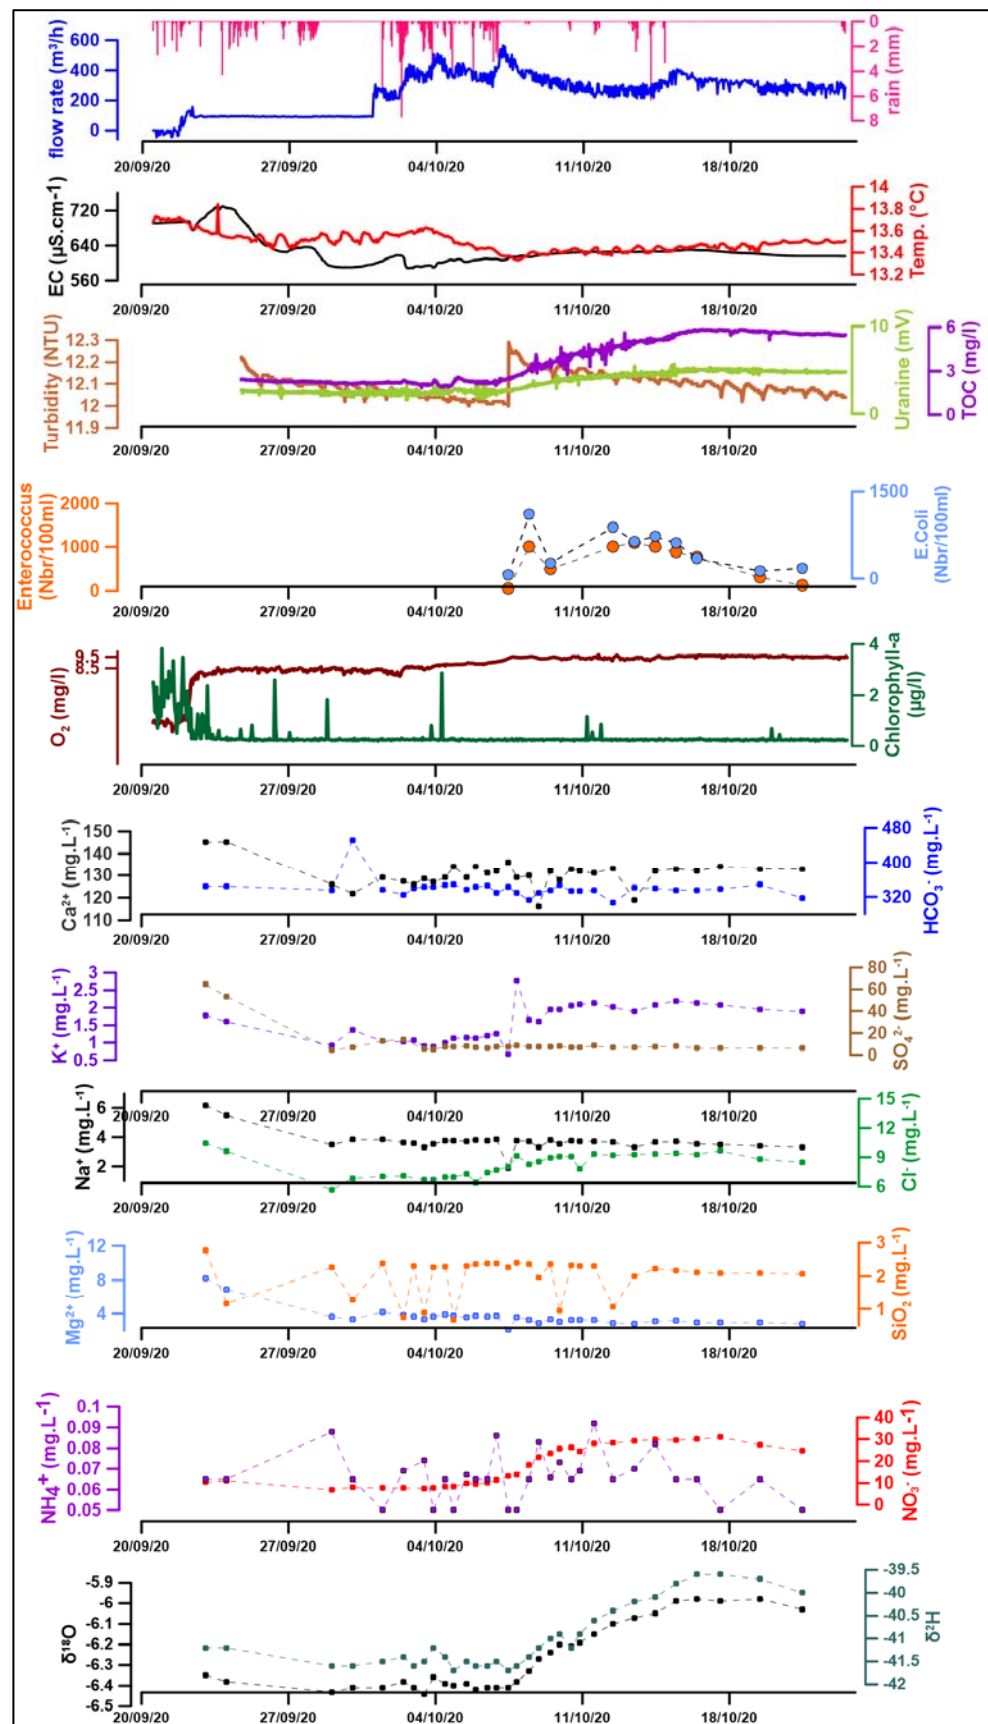 flow rate (m³/h)
600
400
200
0
0
2
4
6
8
rain (mm)
20/09/20 27/09/20 04/10/20 11/10/20 18/10/20
EC (µS.cm-1)
720
640
560
14
13.8
13.6
13.4
13.2
Temp. (°C)
20/09/20 27/09/20 04/10/20 11/10/20 18/10/20
Turbidity (NTU)
12.3
12.2
12.1
12
11.9
10
0
Uranine (mV)
6
3
0
TOC (mg/l)
20/09/20 27/09/20 04/10/20 11/10/20 18/10/20
Enterococcus
(Nbr/100ml)
2000
1000
0
1500
0
E.Coli
(Nbr/100ml)
20/09/20 27/09/20 04/10/20 11/10/20 18/10/20
O₂ (mg/l)
9.5
8.5
4
2
0
Chlorophyll-a
(µg/l)
20/09/20 27/09/20 04/10/20 11/10/20 18/10/20
Ca²⁺ (mg.L⁻¹)
150
140
130
120
110
480
400
320
HCO₃⁻ (mg.L⁻¹)
20/09/20 27/09/20 04/10/20 11/10/20 18/10/20
K⁺ (mg.L⁻¹)
3
2.5
2
1.5
1
0.5
80
60
40
20
0
SO₄²⁻ (mg.L⁻¹)
20/09/20 27/09/20 04/10/20 11/10/20 18/10/20
Na⁺ (mg.L⁻¹)
6
4
2
15
12
9
6
Cl⁻ (mg.L⁻¹)
20/09/20 27/09/20 04/10/20 11/10/20 18/10/20
Mg²⁺ (mg.L⁻¹)
12
8
4
3
2
1
SiO₂ (mg.L⁻¹)
20/09/20 27/09/20 04/10/20 11/10/20 18/10/20
NH4⁺ (mg.L-1)
0.1
0.09
0.08
0.07
0.06
0.05
40
30
20
10
0
NO₃⁻ (mg.L-1)
20/09/20 27/09/20 04/10/20 11/10/20 18/10/20
δ¹⁸O
-5.9
-6
-6.1
-6.2
-6.3
-6.4
-6.5
-39.5
-40
-40.5
-41
-41.5
-42
δ²H
20/09/20 27/09/20 04/10/20 11/10/20 18/10/20